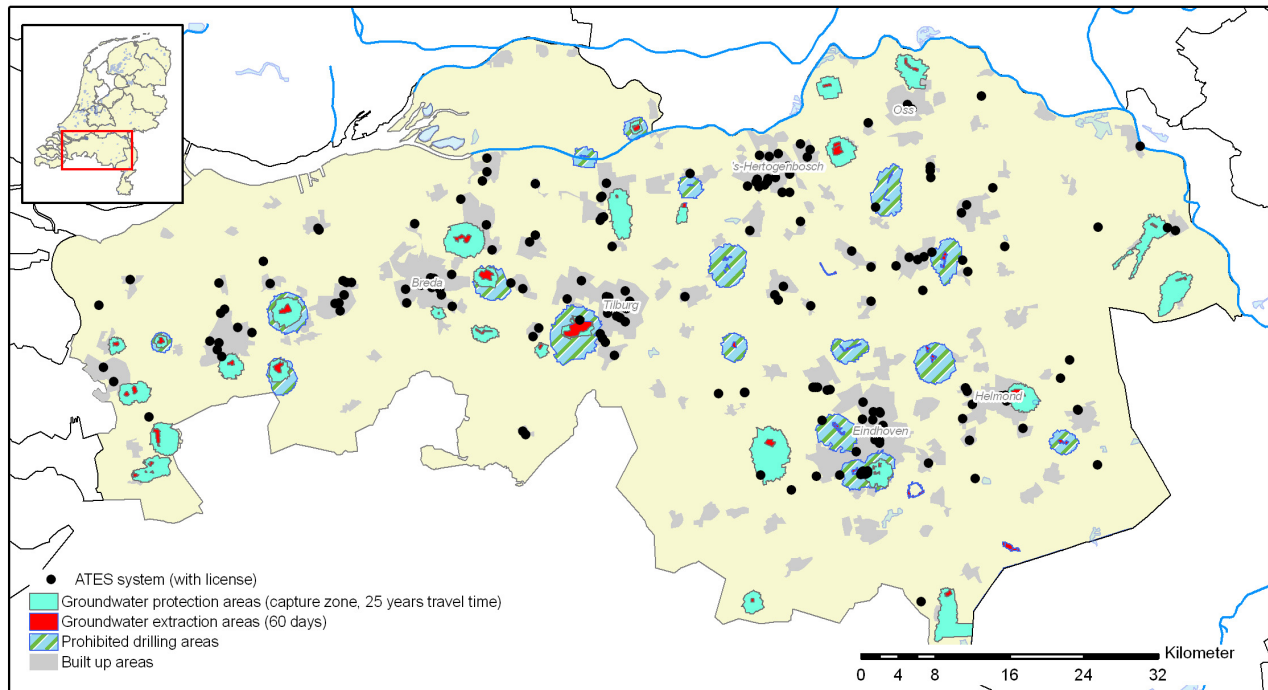 Oss
's-Hertogenbosch
Breda
Tilburg
Helmond
Eindhoven
ATES system (with license)
Groundwater protection areas (capture zone, 25 years travel time)
Groundwater extraction areas (60 days)
Prohibited drilling areas
Built up areas
Kilometer
0 4 8 16 24 32